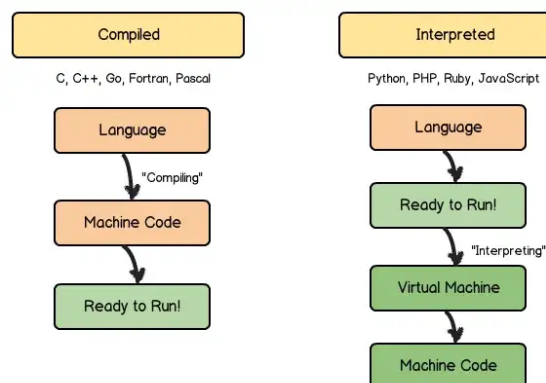 Compiled
C, C++, Go, Fortran, Pascal
Language
"Compiling"
Machine Code
Ready to Run!
Interpreted
Python, PHP, Ruby, JavaScript
Language
Ready to Run!
"Interpreting"
Virtual Machine
Machine Code